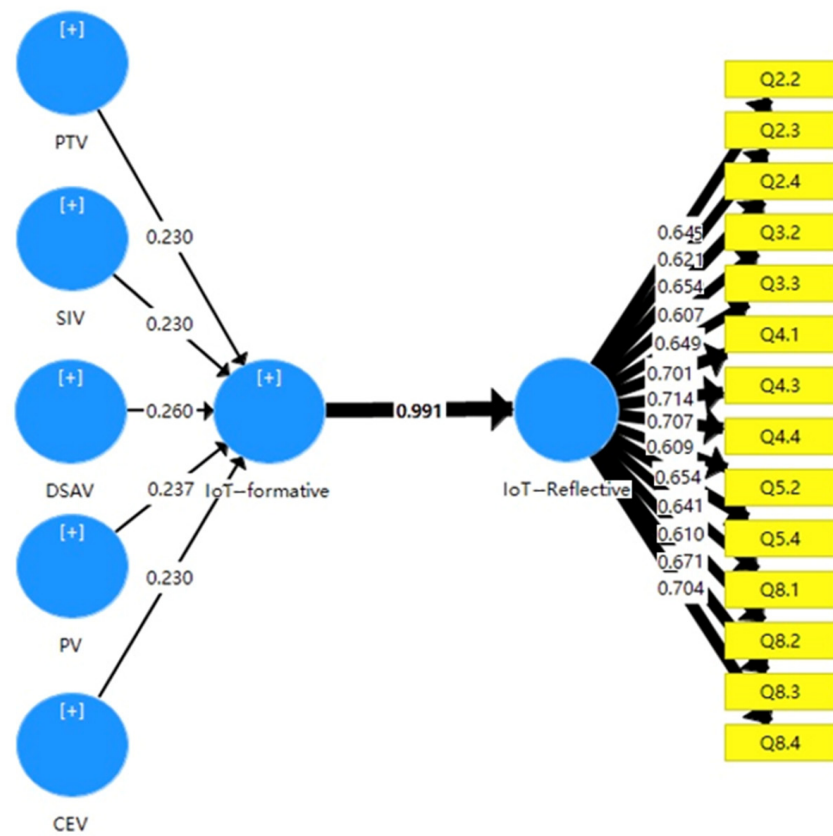 [+]
PTV
[+]
SIV
[+]
DSAV
[+]
PV
[+]
CEV
0.230
0.230
0.260
0.237
0.230
[+]
IoT--formative
0.991
IoT--Reflective
0.645
0.621
0.654
0.607
0.649
0.701
0.714
0.707
0.609
0.654
0.641
0.610
0.671
0.704
Q2.2
Q2.3
Q2.4
Q3.2
Q3.3
Q4.1
Q4.3
Q4.4
Q5.2
Q5.4
Q8.1
Q8.2
Q8.3
Q8.4